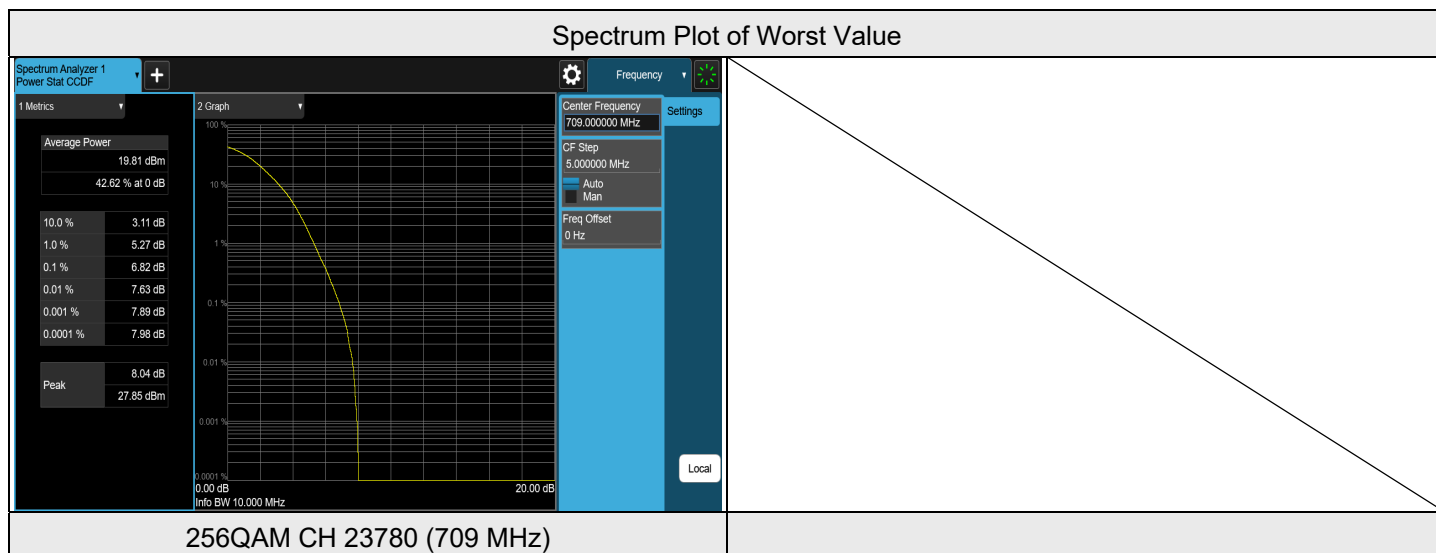 Spectrum Plot of Worst Value
Spectrum Analyzer 1
Power Stat CCDF
+
Frequency
1 Metrics
Average Power
19.81 dBm
42.62 % at 0 dB
10.0 % 3.11 dB
1.0 % 5.27 dB
0.1 % 6.82 dB
0.01 % 7.63 dB
0.001 % 7.89 dB
0.0001 % 7.98 dB
Peak
8.04 dB
27.85 dBm
2 Graph
100 %
10 %
1 %
0.1 %
0.01 %
0.001 %
0.0001 %
0.00 dB 20.00 dB
Info BW 10.000 MHz
Center Frequency
709.000000 MHz
CF Step
5.000000 MHz
Auto
Man
Freq Offset
0 Hz
Settings
Local
256QAM CH 23780 (709 MHz)